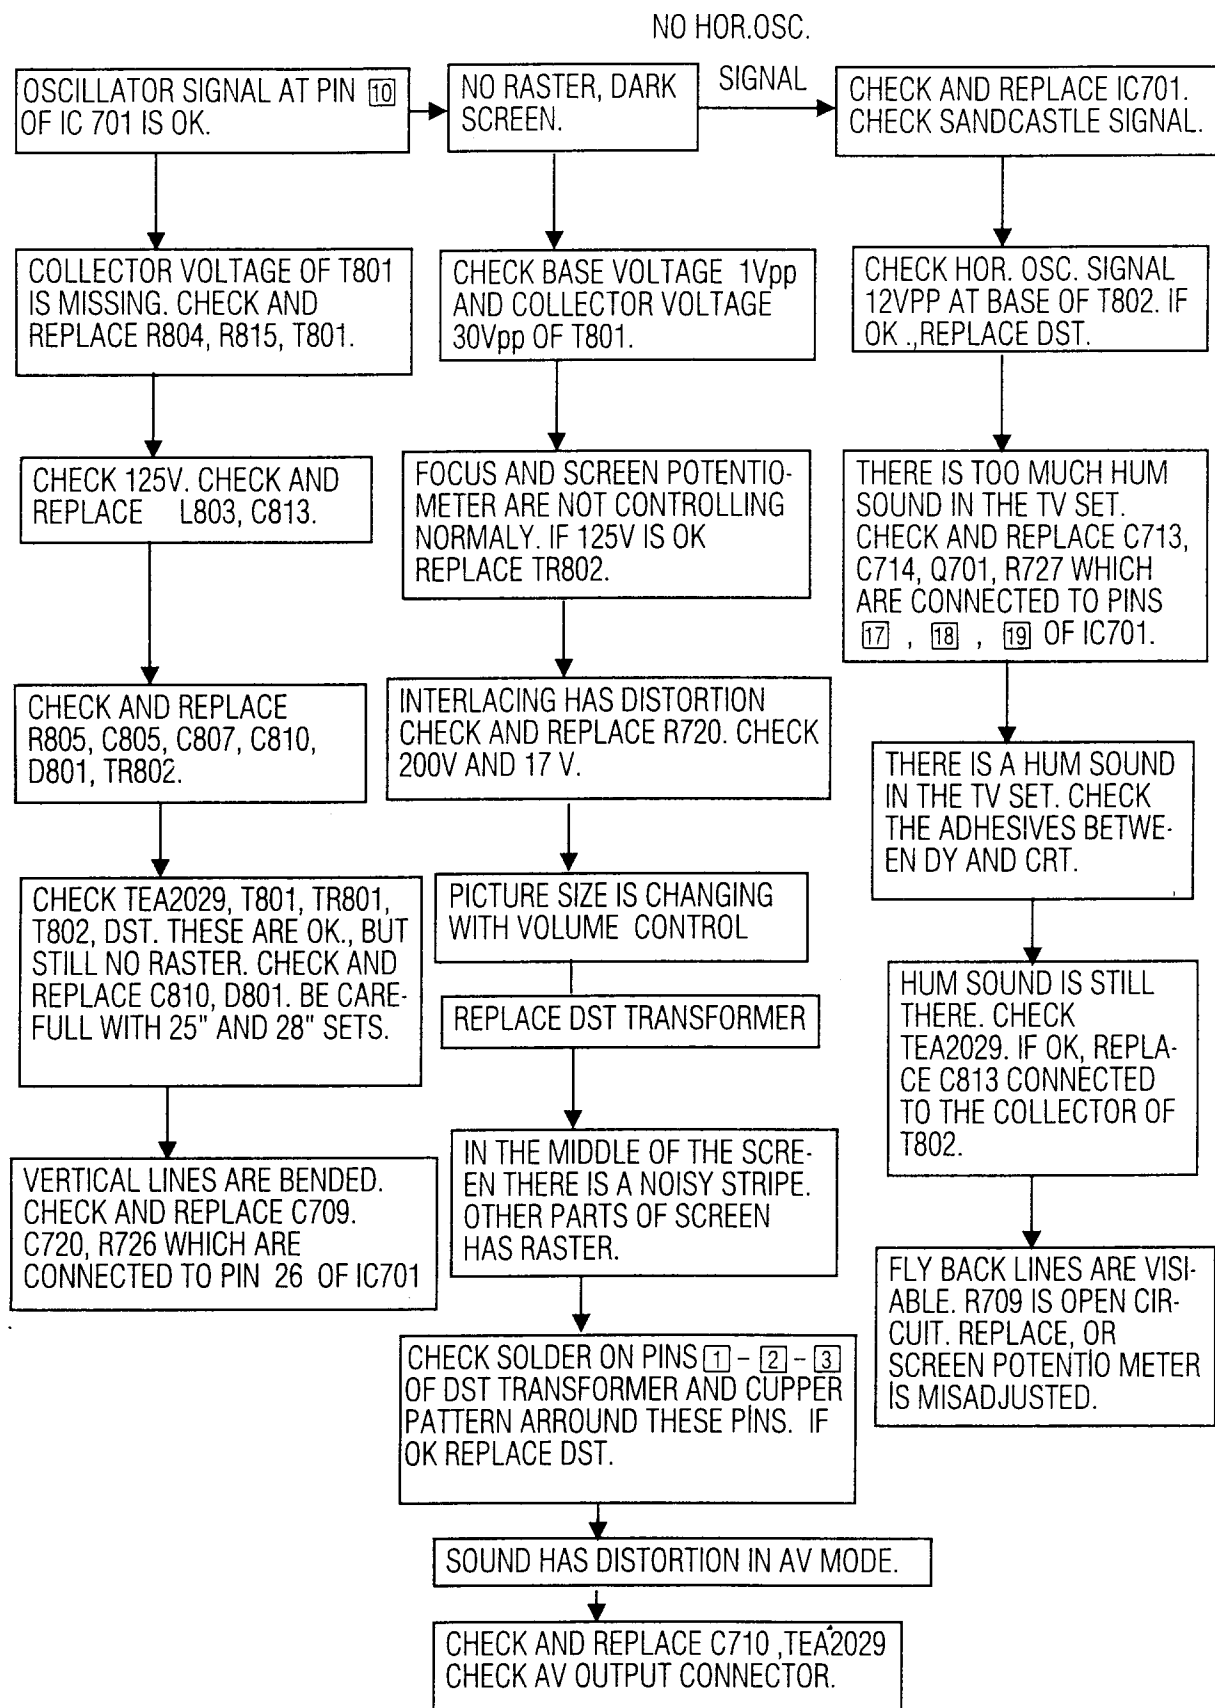 NO HOR.OSC.
SIGNAL
OSCILLATOR SIGNAL AT PIN 10
OF IC 701 IS OK.
NO RASTER, DARK
SCREEN.
CHECK AND REPLACE IC701.
CHECK SANDCASTLE SIGNAL.
COLLECTOR VOLTAGE OF T801
IS MISSING. CHECK AND
REPLACE R804, R815, T801.
CHECK BASE VOLTAGE 1Vpp
AND COLLECTOR VOLTAGE
30Vpp OF T801.
CHECK HOR. OSC. SIGNAL
12VPP AT BASE OF T802. IF
OK .,REPLACE DST.
CHECK 125V. CHECK AND
REPLACE L803, C813.
FOCUS AND SCREEN POTENTIO-
METER ARE NOT CONTROLLING
NORMALY. IF 125V IS OK
REPLACE TR802.
THERE IS TOO MUCH HUM
SOUND IN THE TV SET.
CHECK AND REPLACE C713,
C714, Q701, R727 WHICH
ARE CONNECTED TO PINS
17 , 18 , 19 OF IC701.
CHECK AND REPLACE
R805, C805, C807, C810,
D801, TR802.
INTERLACING HAS DISTORTION
CHECK AND REPLACE R720. CHECK
200V AND 17 V.
THERE IS A HUM SOUND
IN THE TV SET. CHECK
THE ADHESIVES BETWE-
EN DY AND CRT.
CHECK TEA2029, T801, TR801,
T802, DST. THESE ARE OK., BUT
STILL NO RASTER. CHECK AND
REPLACE C810, D801. BE CARE-
FULL WITH 25" AND 28" SETS.
PICTURE SIZE IS CHANGING
WITH VOLUME CONTROL
REPLACE DST TRANSFORMER
HUM SOUND IS STILL
THERE. CHECK
TEA2029. IF OK, REPLA-
CE C813 CONNECTED
TO THE COLLECTOR OF
T802.
VERTICAL LINES ARE BENDED.
CHECK AND REPLACE C709.
C720, R726 WHICH ARE
CONNECTED TO PIN 26 OF IC701
IN THE MIDDLE OF THE SCRE-
EN THERE IS A NOISY STRIPE.
OTHER PARTS OF SCREEN
HAS RASTER.
FLY BACK LINES ARE VISI-
ABLE. R709 IS OPEN CIR-
CUIT. REPLACE, OR
SCREEN POTENTİO METER
İS MISADJUSTED.
CHECK SOLDER ON PINS 1 - 2 - 3
OF DST TRANSFORMER AND CUPPER
PATTERN ARROUND THESE PİNS. IF
OK REPLACE DST.
SOUND HAS DISTORTION IN AV MODE.
CHECK AND REPLACE C710 ,TEA2029
CHECK AV OUTPUT CONNECTOR.